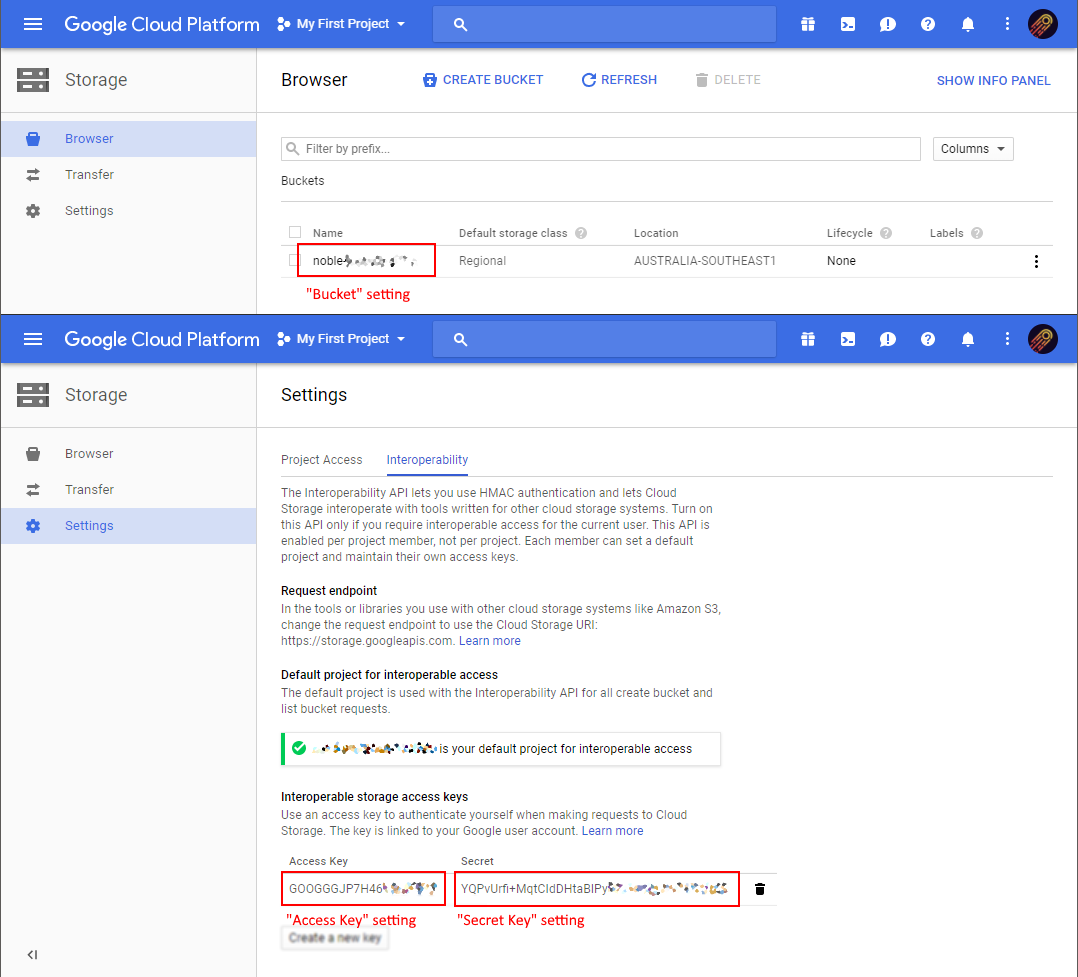 Google Cloud Platform My First Project
Storage Browser CREATE BUCKET REFRESH DELETE SHOW INFO PANEL
Browser
Transfer
Settings
Filter by prefix... Columns
Buckets
Name Default storage class Location Lifecycle Labels
noble Regional AUSTRALIA-SOUTHEAST1 None
"Bucket" setting
Google Cloud Platform My First Project
Storage Settings
Browser
Transfer
Settings
Project Access Interoperability
The Interoperability API lets you use HMAC authentication and lets Cloud
Storage interoperate with tools written for other cloud storage systems. Turn on
this API only if you require interoperable access for the current user. This API is
enabled per project member, not per project. Each member can set a default
project and maintain their own access keys.
Request endpoint
In the tools or libraries you use with other cloud storage systems like Amazon S3,
change the request endpoint to use the Cloud Storage URI:
https://storage.googleapis.com. Learn more
Default project for interoperable access
The default project is used with the Interoperability API for all create bucket and
list bucket requests.
is your default project for interoperable access
Interoperable storage access keys
Use an access key to authenticate yourself when making requests to Cloud
Storage. The key is linked to your Google user account. Learn more
Access Key Secret
GOOGGGJP7H46 YQPvUrfi+MqtCIdDHtaBIPy
"Access Key" setting "Secret Key" setting
Create a new key